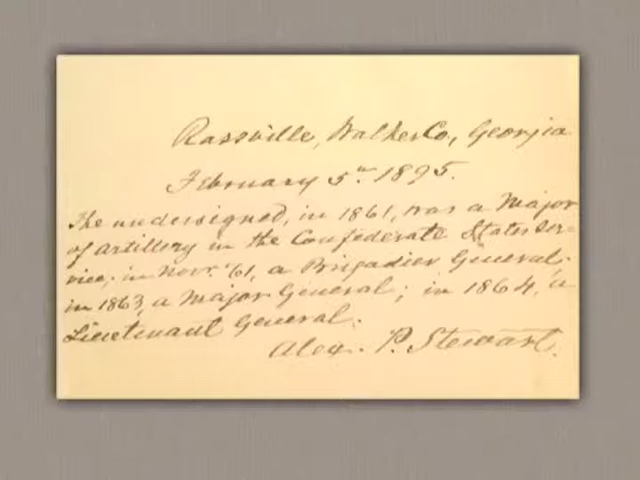 Rossville, Walker Co., Georgia
February 5th 1895.
The undersigned, in 1861, was a Major
of artillery in the Confederate States Ser-
vice; in Novr. '61, a Brigadier General;
in 1863, a Major General; in 1864, a
Lieutenant General.
Alex. P. Stewart.